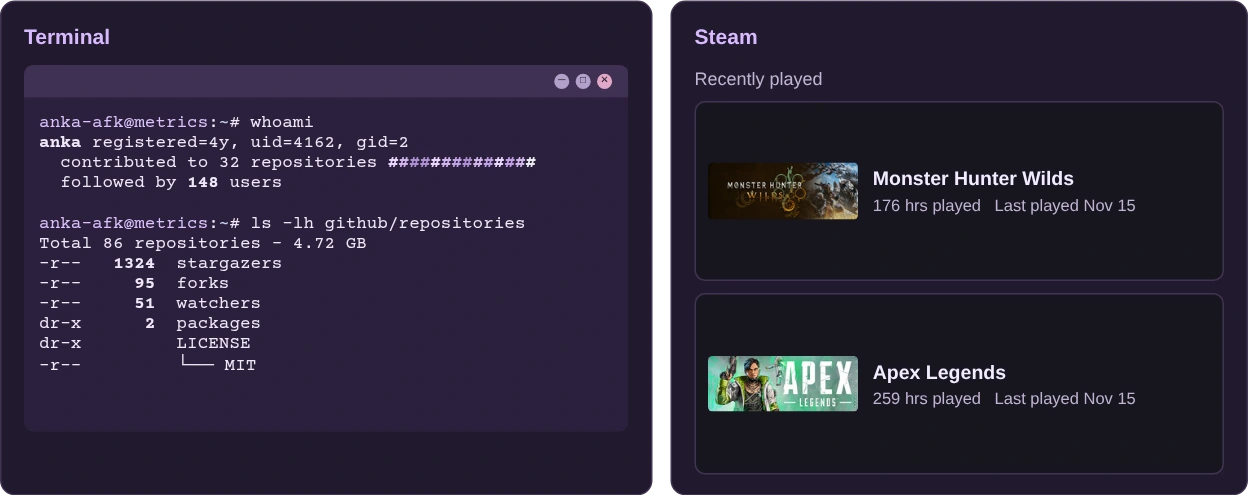 Terminal
anka-afk@metrics:~# whoami
anka registered=4y, uid=4162, gid=2
contributed to 32 repositories ##############
followed by 148 users
anka-afk@metrics:~# ls -lh github/repositories
Total 86 repositories - 4.72 GB
-r-- 1324 stargazers
-r-- 95 forks
-r-- 51 watchers
dr-x 2 packages
dr-x LICENSE
-r-- └── MIT
Steam
Recently played
MONSTER HUNTER
WILDS
Monster Hunter Wilds
176 hrs played Last played Nov 15
APEX
LEGENDS
Apex Legends
259 hrs played Last played Nov 15